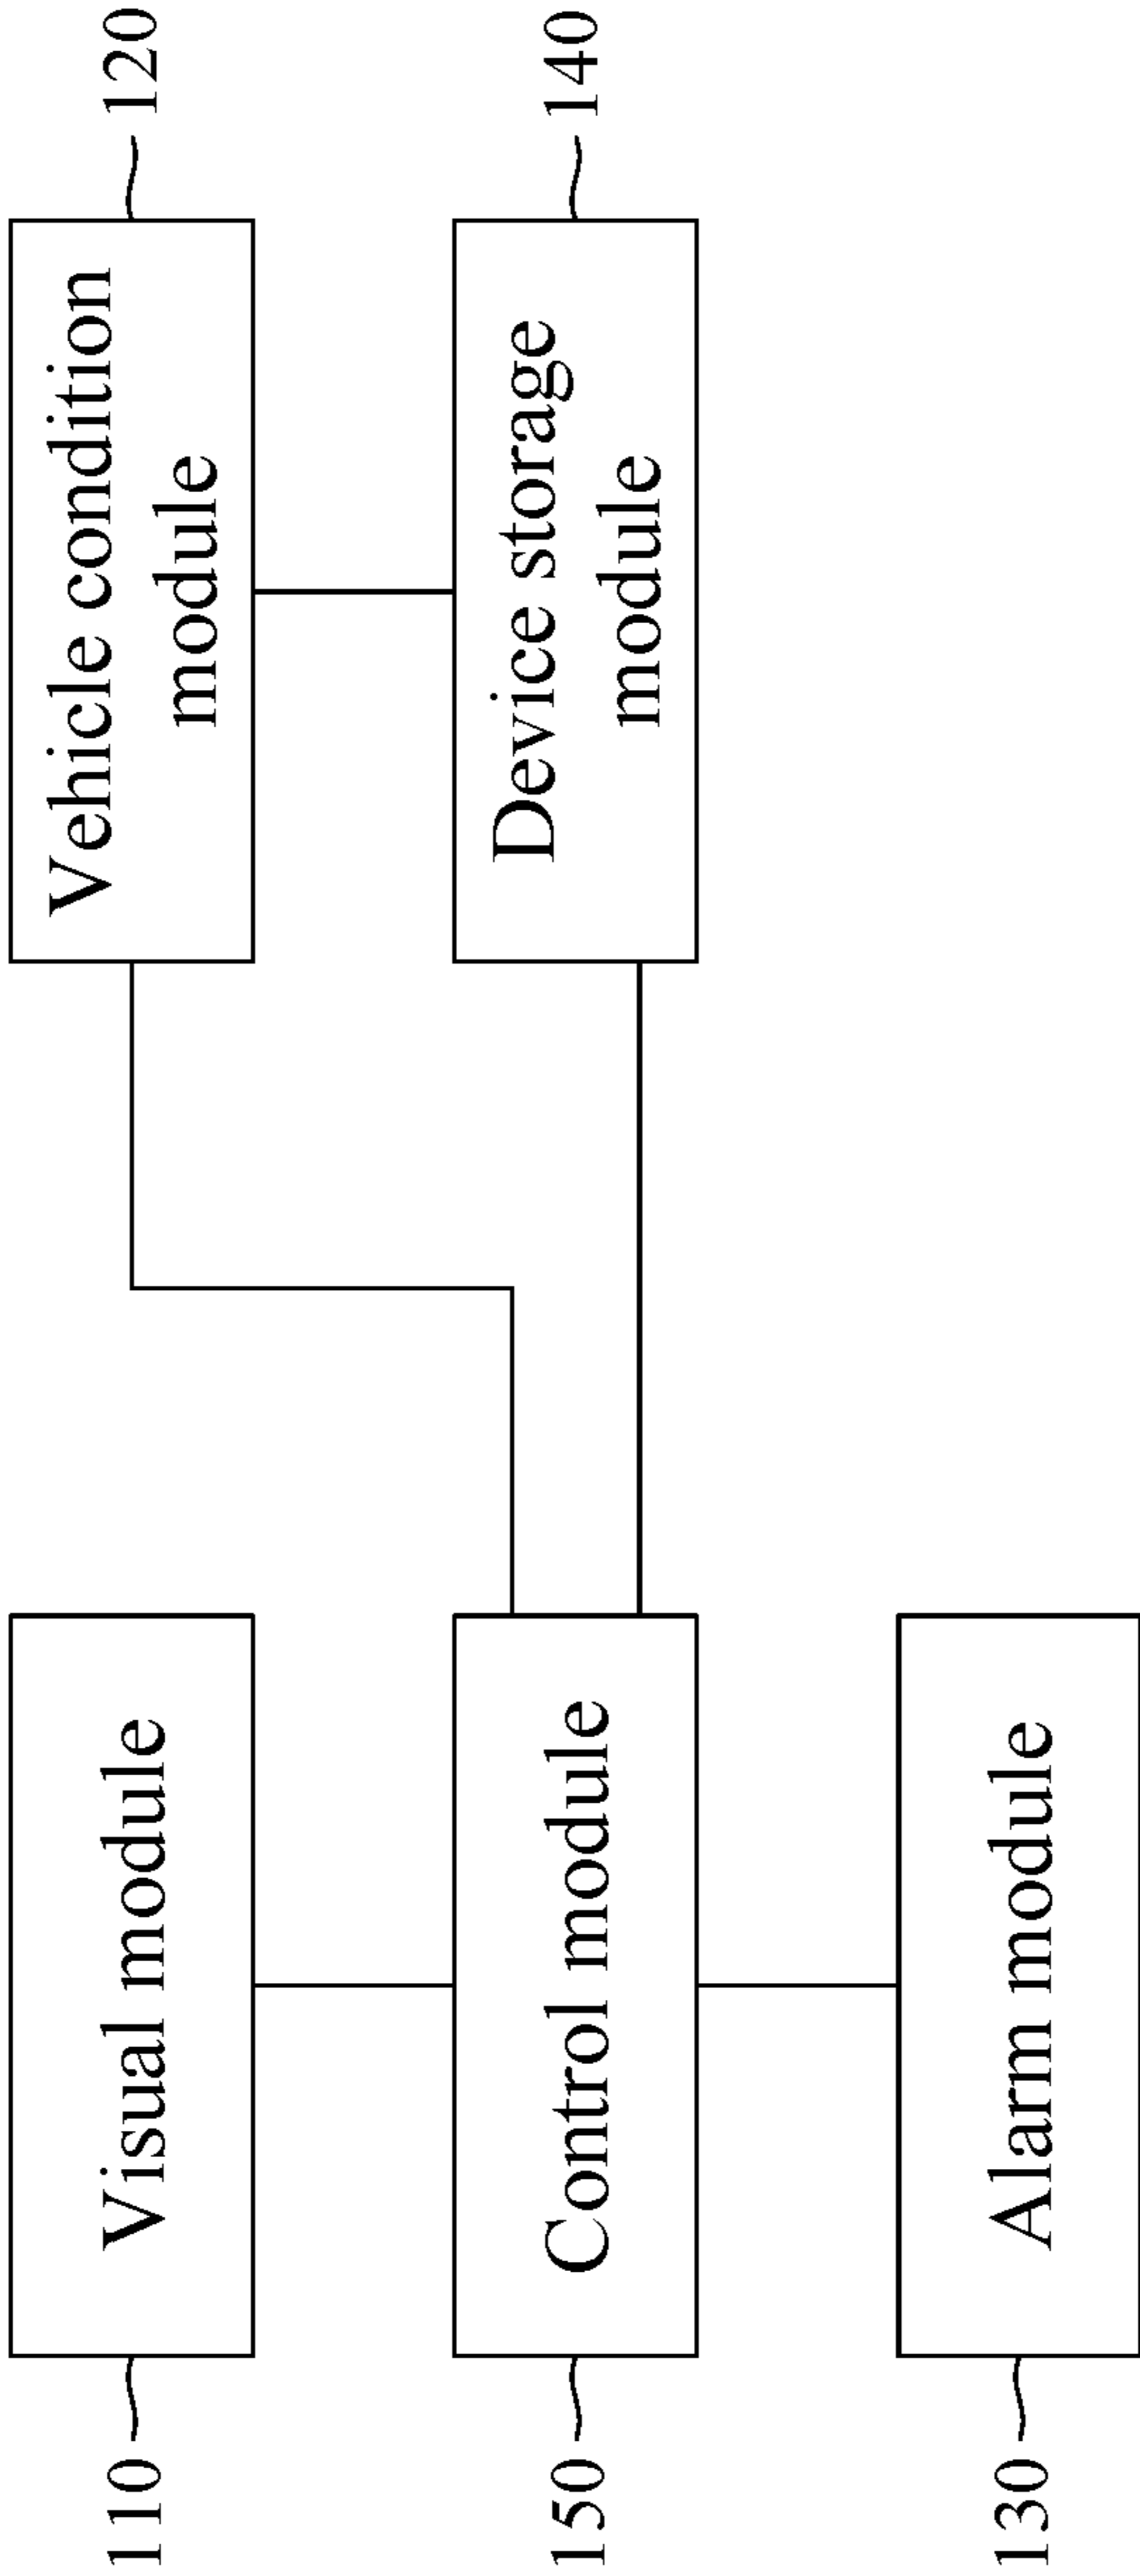 110
Visual module
Vehicle condition
module
120
150
Control module
Device storage
module
140
130
Alarm module